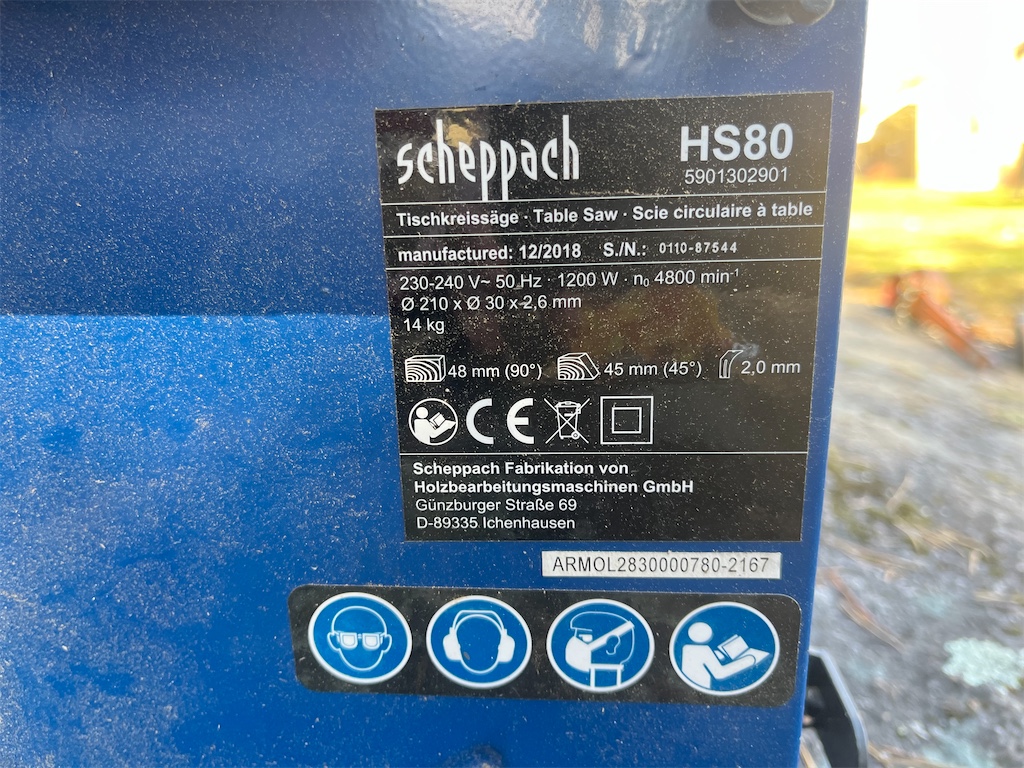 scheppach
HS80
5901302901
Tischkreissäge · Table Saw · Scie circulaire à table
manufactured: 12/2018 S./N.: 0110-87544
230-240 V~ 50 Hz · 1200 W · n₀ 4800 min⁻¹
Ø 210 x Ø 30 x 2,6 mm
14 kg
48 mm (90°) 45 mm (45°) 2,0 mm
CE
Scheppach Fabrikation von
Holzbearbeitungsmaschinen GmbH
Günzburger Straße 69
D-89335 Ichenhausen
ARMOL2830000780-2167